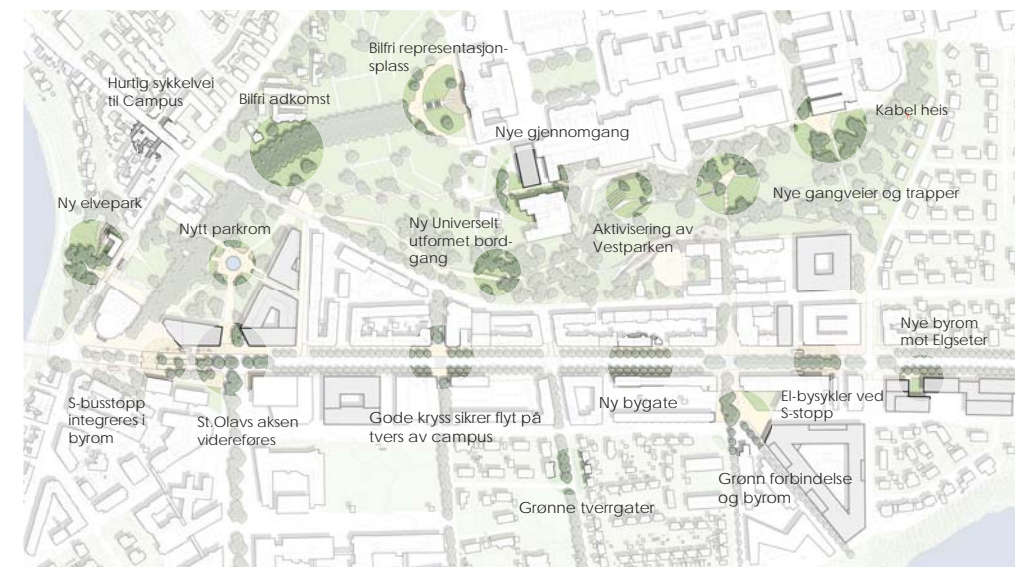 Bilfri representasjon-
splass
Hurtig sykkelvei
til Campus
Bilfri adkomst
Kabel heis
Nye gjennomgang
Nye gangveier og trapper
Ny elvepark
Nytt parkrom
Ny Universelt
utformet bord-
gang
Aktivisering av
Vestparken
Nye byrom
mot Elgseter
S-busstopp
integreres i
byrom
St.Olavs aksen
videreføres
Gode kryss sikrer flyt på
tvers av campus
Ny bygate
El-bysykler ved
S-stopp
Grønn forbindelse
og byrom
Grønne tverrgater